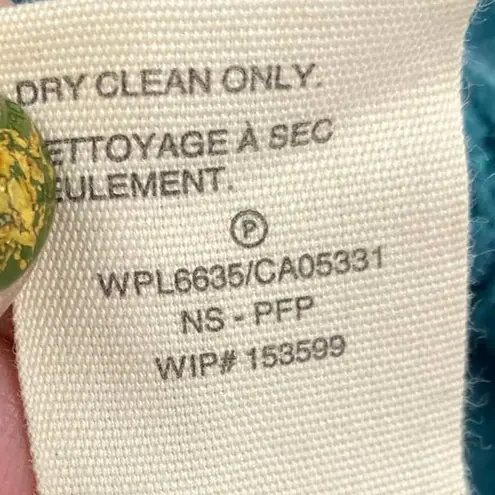 DRY CLEAN ONLY.
ETTOYAGE À SEC
EULEMENT.
P
WPL6635/CA05331
NS - PFP
WIP# 153599